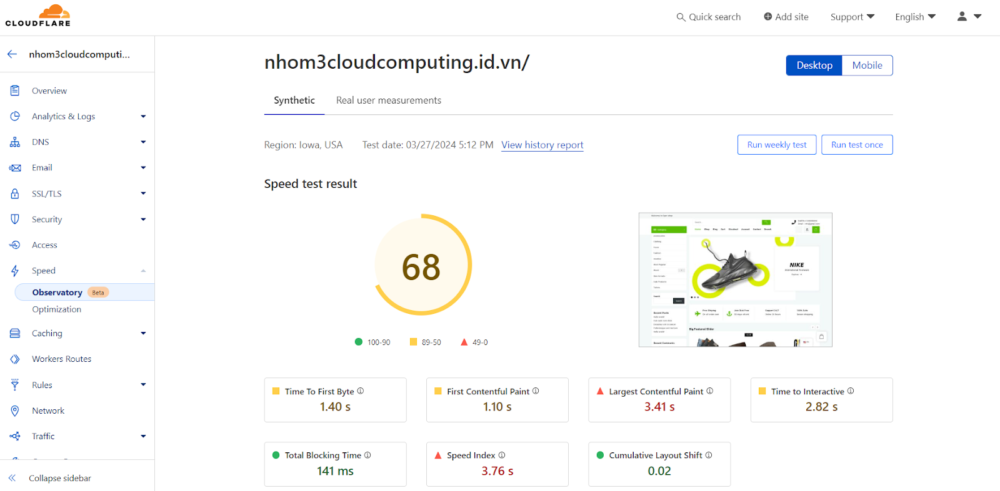 CLOUDFLARE
Quick search
Add site
Support
English
nhom3cloudcomputi...
Overview
Analytics & Logs
DNS
Email
SSL/TLS
Security
Access
Speed
Observatory Beta
Optimization
Caching
Workers Routes
Rules
Network
Traffic
Collapse sidebar
nhom3cloudcomputing.id.vn/
Desktop Mobile
Synthetic Real user measurements
Region: Iowa, USA Test date: 03/27/2024 5:12 PM View history report
Run weekly test Run test once
Speed test result
68
100-90 89-50 49-0
NIKE
Big Featured Slider
Time To First Byte
1.40 s
First Contentful Paint
1.10 s
Largest Contentful Paint
3.41 s
Time to Interactive
2.82 s
Total Blocking Time
141 ms
Speed Index
3.76 s
Cumulative Layout Shift
0.02